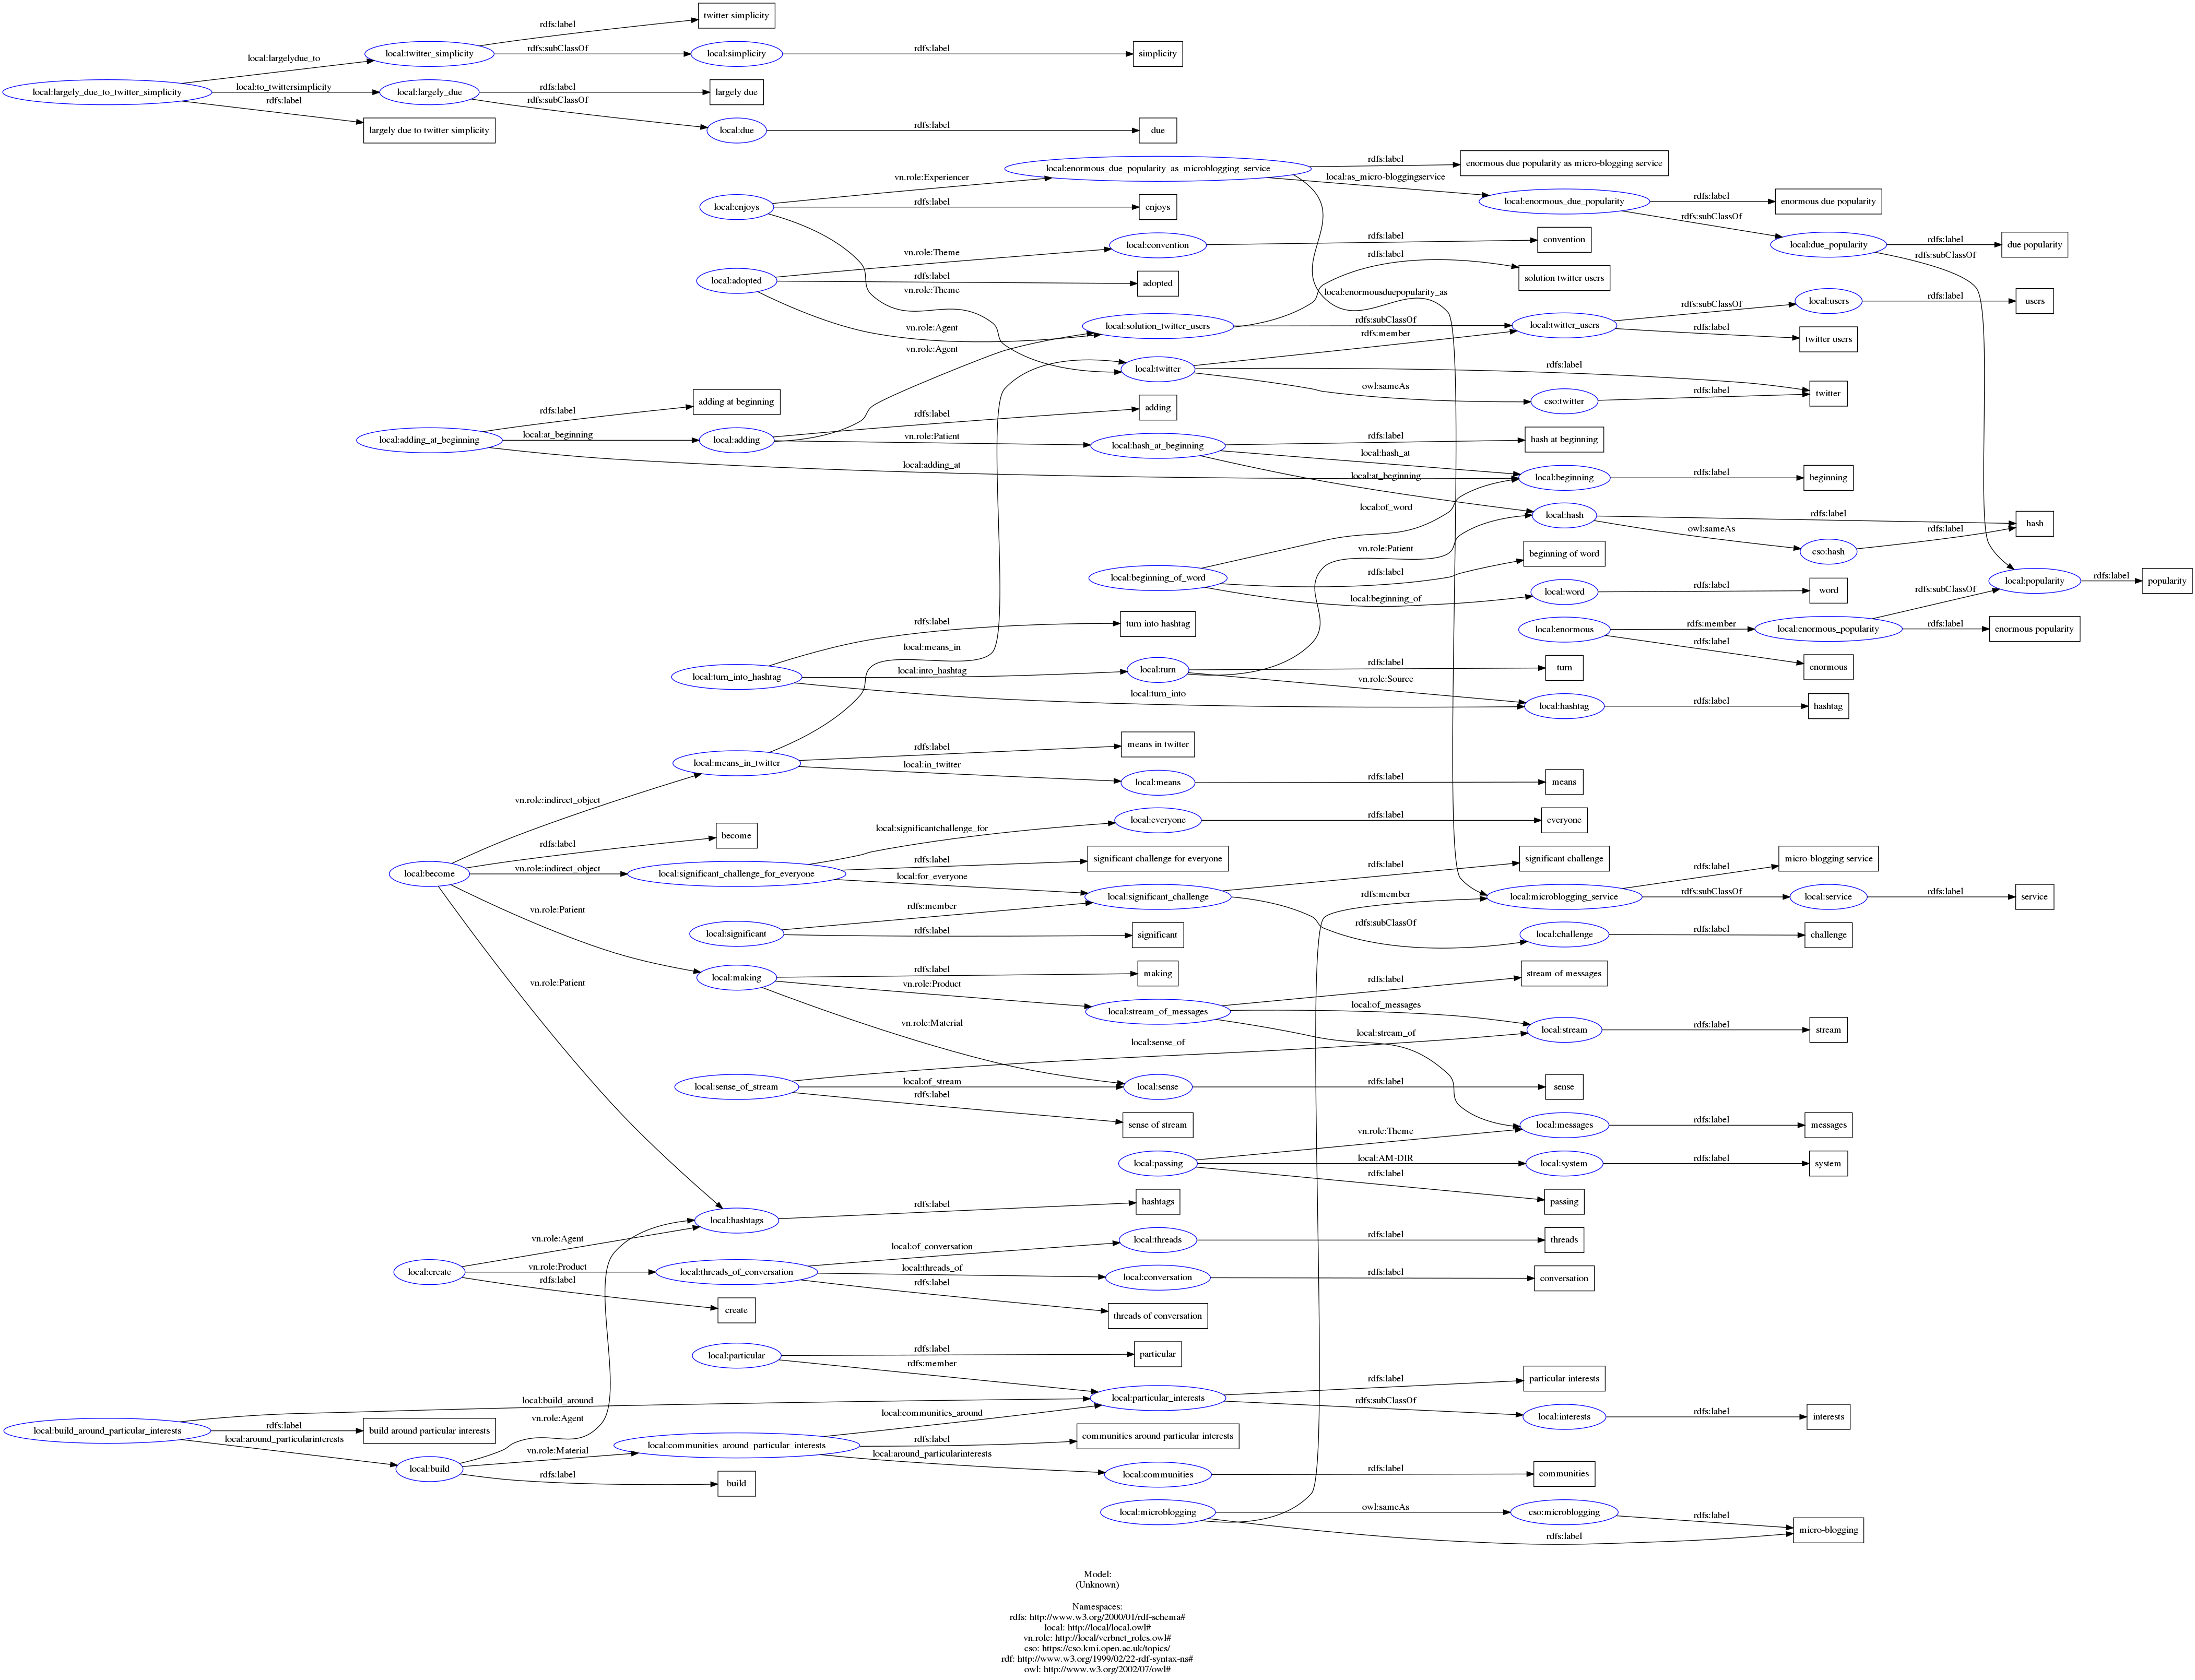 twitter simplicity
rdfs:label
local:twitter_simplicity
rdfs:subClassOf
local:simplicity
rdfs:label
simplicity
local:largelydue_to
local:largely_due_to_twitter_simplicity
local:to_twittersimplicity
local:largely_due
rdfs:label
largely due
rdfs:label
rdfs:subClassOf
largely due to twitter simplicity
local:due
rdfs:label
due
local:enormous_due_popularity_as_microblogging_service
rdfs:label
enormous due popularity as micro-blogging service
vn.role:Experiencer
local:as_micro-bloggingservice
local:enjoys
rdfs:label
enjoys
local:enormous_due_popularity
rdfs:label
enormous due popularity
rdfs:subClassOf
local:convention
rdfs:label
convention
local:due_popularity
rdfs:label
due popularity
vn.role:Theme
rdfs:label
rdfs:subClassOf
local:adopted
rdfs:label
adopted
solution twitter users
vn.role:Theme
local:enormousduepopularity_as
local:users
rdfs:label
users
rdfs:subClassOf
vn.role:Agent
local:solution_twitter_users
rdfs:subClassOf
local:twitter_users
rdfs:label
twitter users
rdfs:member
vn.role:Agent
local:twitter
rdfs:label
owl:sameAs
cso:twitter
rdfs:label
twitter
adding at beginning
rdfs:label
rdfs:label
adding
local:adding_at_beginning
local:at_beginning
local:adding
vn.role:Patient
local:hash_at_beginning
rdfs:label
hash at beginning
local:hash_at
local:adding_at
local:at_beginning
local:beginning
rdfs:label
beginning
local:of_word
local:hash
rdfs:label
hash
owl:sameAs
rdfs:label
vn.role:Patient
cso:hash
beginning of word
local:beginning_of_word
rdfs:label
local:popularity
rdfs:label
popularity
local:beginning_of
local:word
rdfs:label
word
rdfs:subClassOf
rdfs:label
turn into hashtag
local:enormous
rdfs:member
local:enormous_popularity
rdfs:label
enormous popularity
rdfs:label
enormous
local:means_in
local:turn_into_hashtag
local:into_hashtag
local:turn
rdfs:label
turn
vn.role:Source
local:turn_into
local:hashtag
rdfs:label
hashtag
local:means_in_twitter
rdfs:label
means in twitter
local:in_twitter
local:means
rdfs:label
means
vn.role:indirect_object
local:significantchallenge_for
local:everyone
rdfs:label
everyone
become
rdfs:label
rdfs:label
significant challenge for everyone
rdfs:label
significant challenge
rdfs:label
micro-blogging service
local:become
vn.role:indirect_object
local:significant_challenge_for_everyone
local:for_everyone
local:significant_challenge
rdfs:member
local:microblogging_service
rdfs:subClassOf
local:service
rdfs:label
service
vn.role:Patient
rdfs:member
rdfs:subClassOf
local:significant
rdfs:label
significant
local:challenge
rdfs:label
challenge
vn.role:Patient
local:making
rdfs:label
making
rdfs:label
stream of messages
vn.role:Product
local:stream_of_messages
local:of_messages
vn.role:Material
local:stream_of
local:stream
rdfs:label
stream
local:sense_of
local:sense_of_stream
local:of_stream
local:sense
rdfs:label
sense
rdfs:label
sense of stream
vn.role:Theme
local:messages
rdfs:label
messages
local:passing
local:AM-DIR
local:system
rdfs:label
system
rdfs:label
passing
local:hashtags
rdfs:label
hashtags
vn.role:Agent
local:of_conversation
local:threads
rdfs:label
threads
local:create
vn.role:Product
local:threads_of_conversation
local:threads_of
local:conversation
rdfs:label
conversation
rdfs:label
create
rdfs:label
threads of conversation
local:particular
rdfs:label
particular
rdfs:member
local:build_around
local:particular_interests
rdfs:label
particular interests
rdfs:subClassOf
local:interests
rdfs:label
interests
vn.role:Agent
local:communities_around
local:build_around_particular_interests
rdfs:label
build around particular interests
local:around_particularinterests
local:communities_around_particular_interests
rdfs:label
communities around particular interests
vn.role:Material
local:around_particularinterests
local:build
rdfs:label
build
local:communities
rdfs:label
communities
local:microblogging
owl:sameAs
cso:microblogging
rdfs:label
micro-blogging
rdfs:label
Model:
(Unknown)
Namespaces:
rdfs: http://www.w3.org/2000/01/rdf-schema#
local: http://local/local.owl#
vn.role: http://local/verbnet_roles.owl#
cso: https://cso.kmi.open.ac.uk/topics/
rdf: http://www.w3.org/1999/02/22-rdf-syntax-ns#
owl: http://www.w3.org/2002/07/owl#